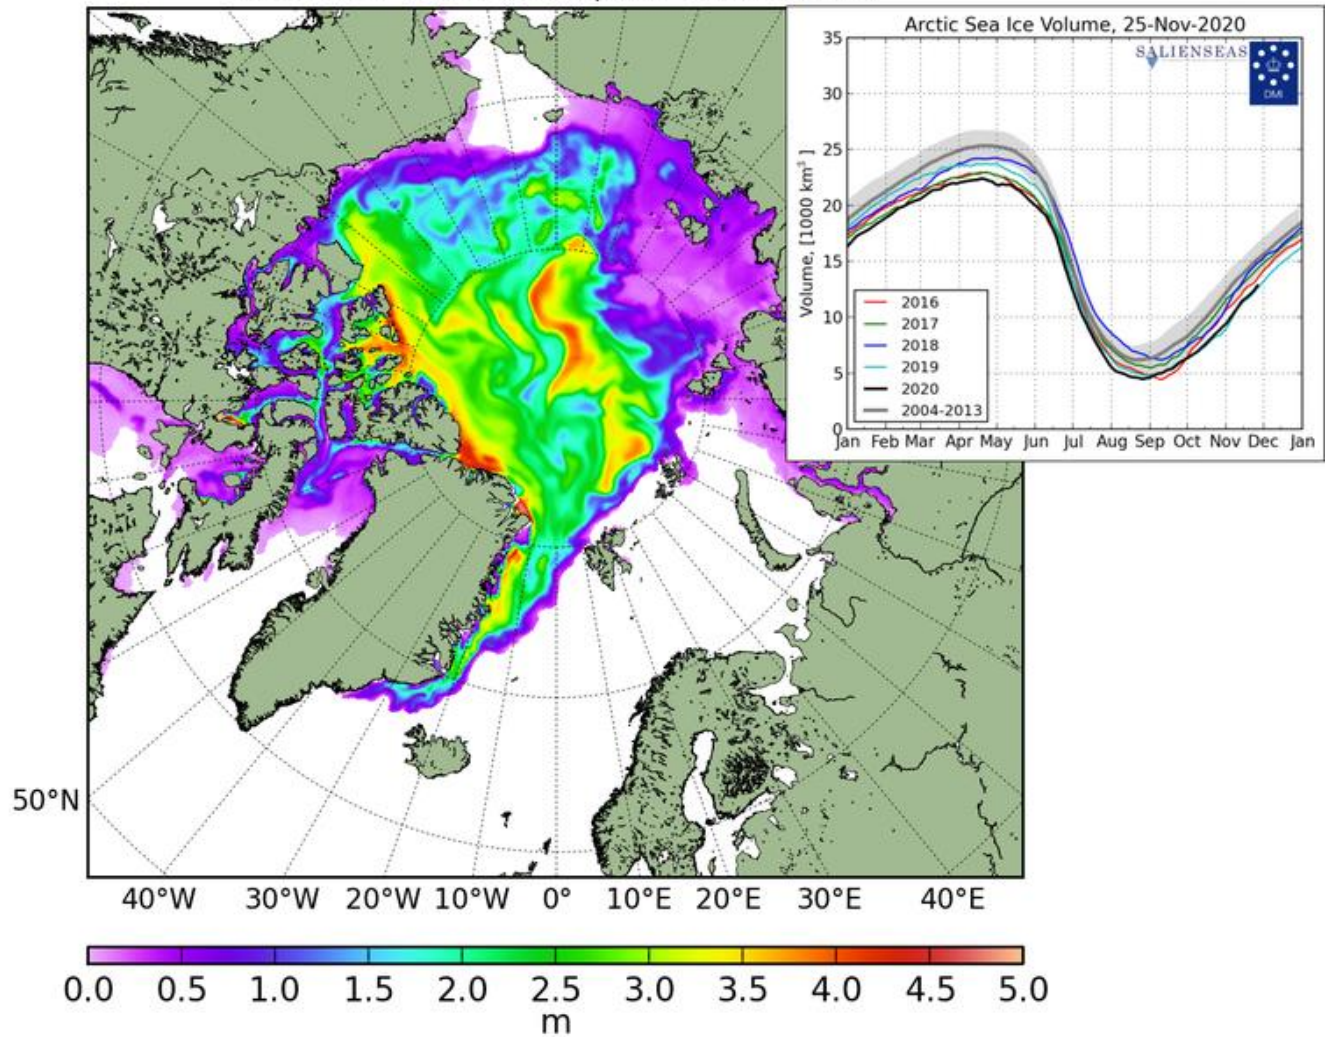 Arctic Sea Ice Volume, 25-Nov-2020
SALIENSEAS
DMI
35
30
25
20
15
10
5
0
Volume, [1000 km³ ]
2016
2017
2018
2019
2020
2004-2013
Jan Feb Mar Apr May Jun Jul Aug Sep Oct Nov Dec Jan
50°N
40°W 30°W 20°W 10°W 0° 10°E 20°E 30°E 40°E
0.0 0.5 1.0 1.5 2.0 2.5 3.0 3.5 4.0 4.5 5.0
m